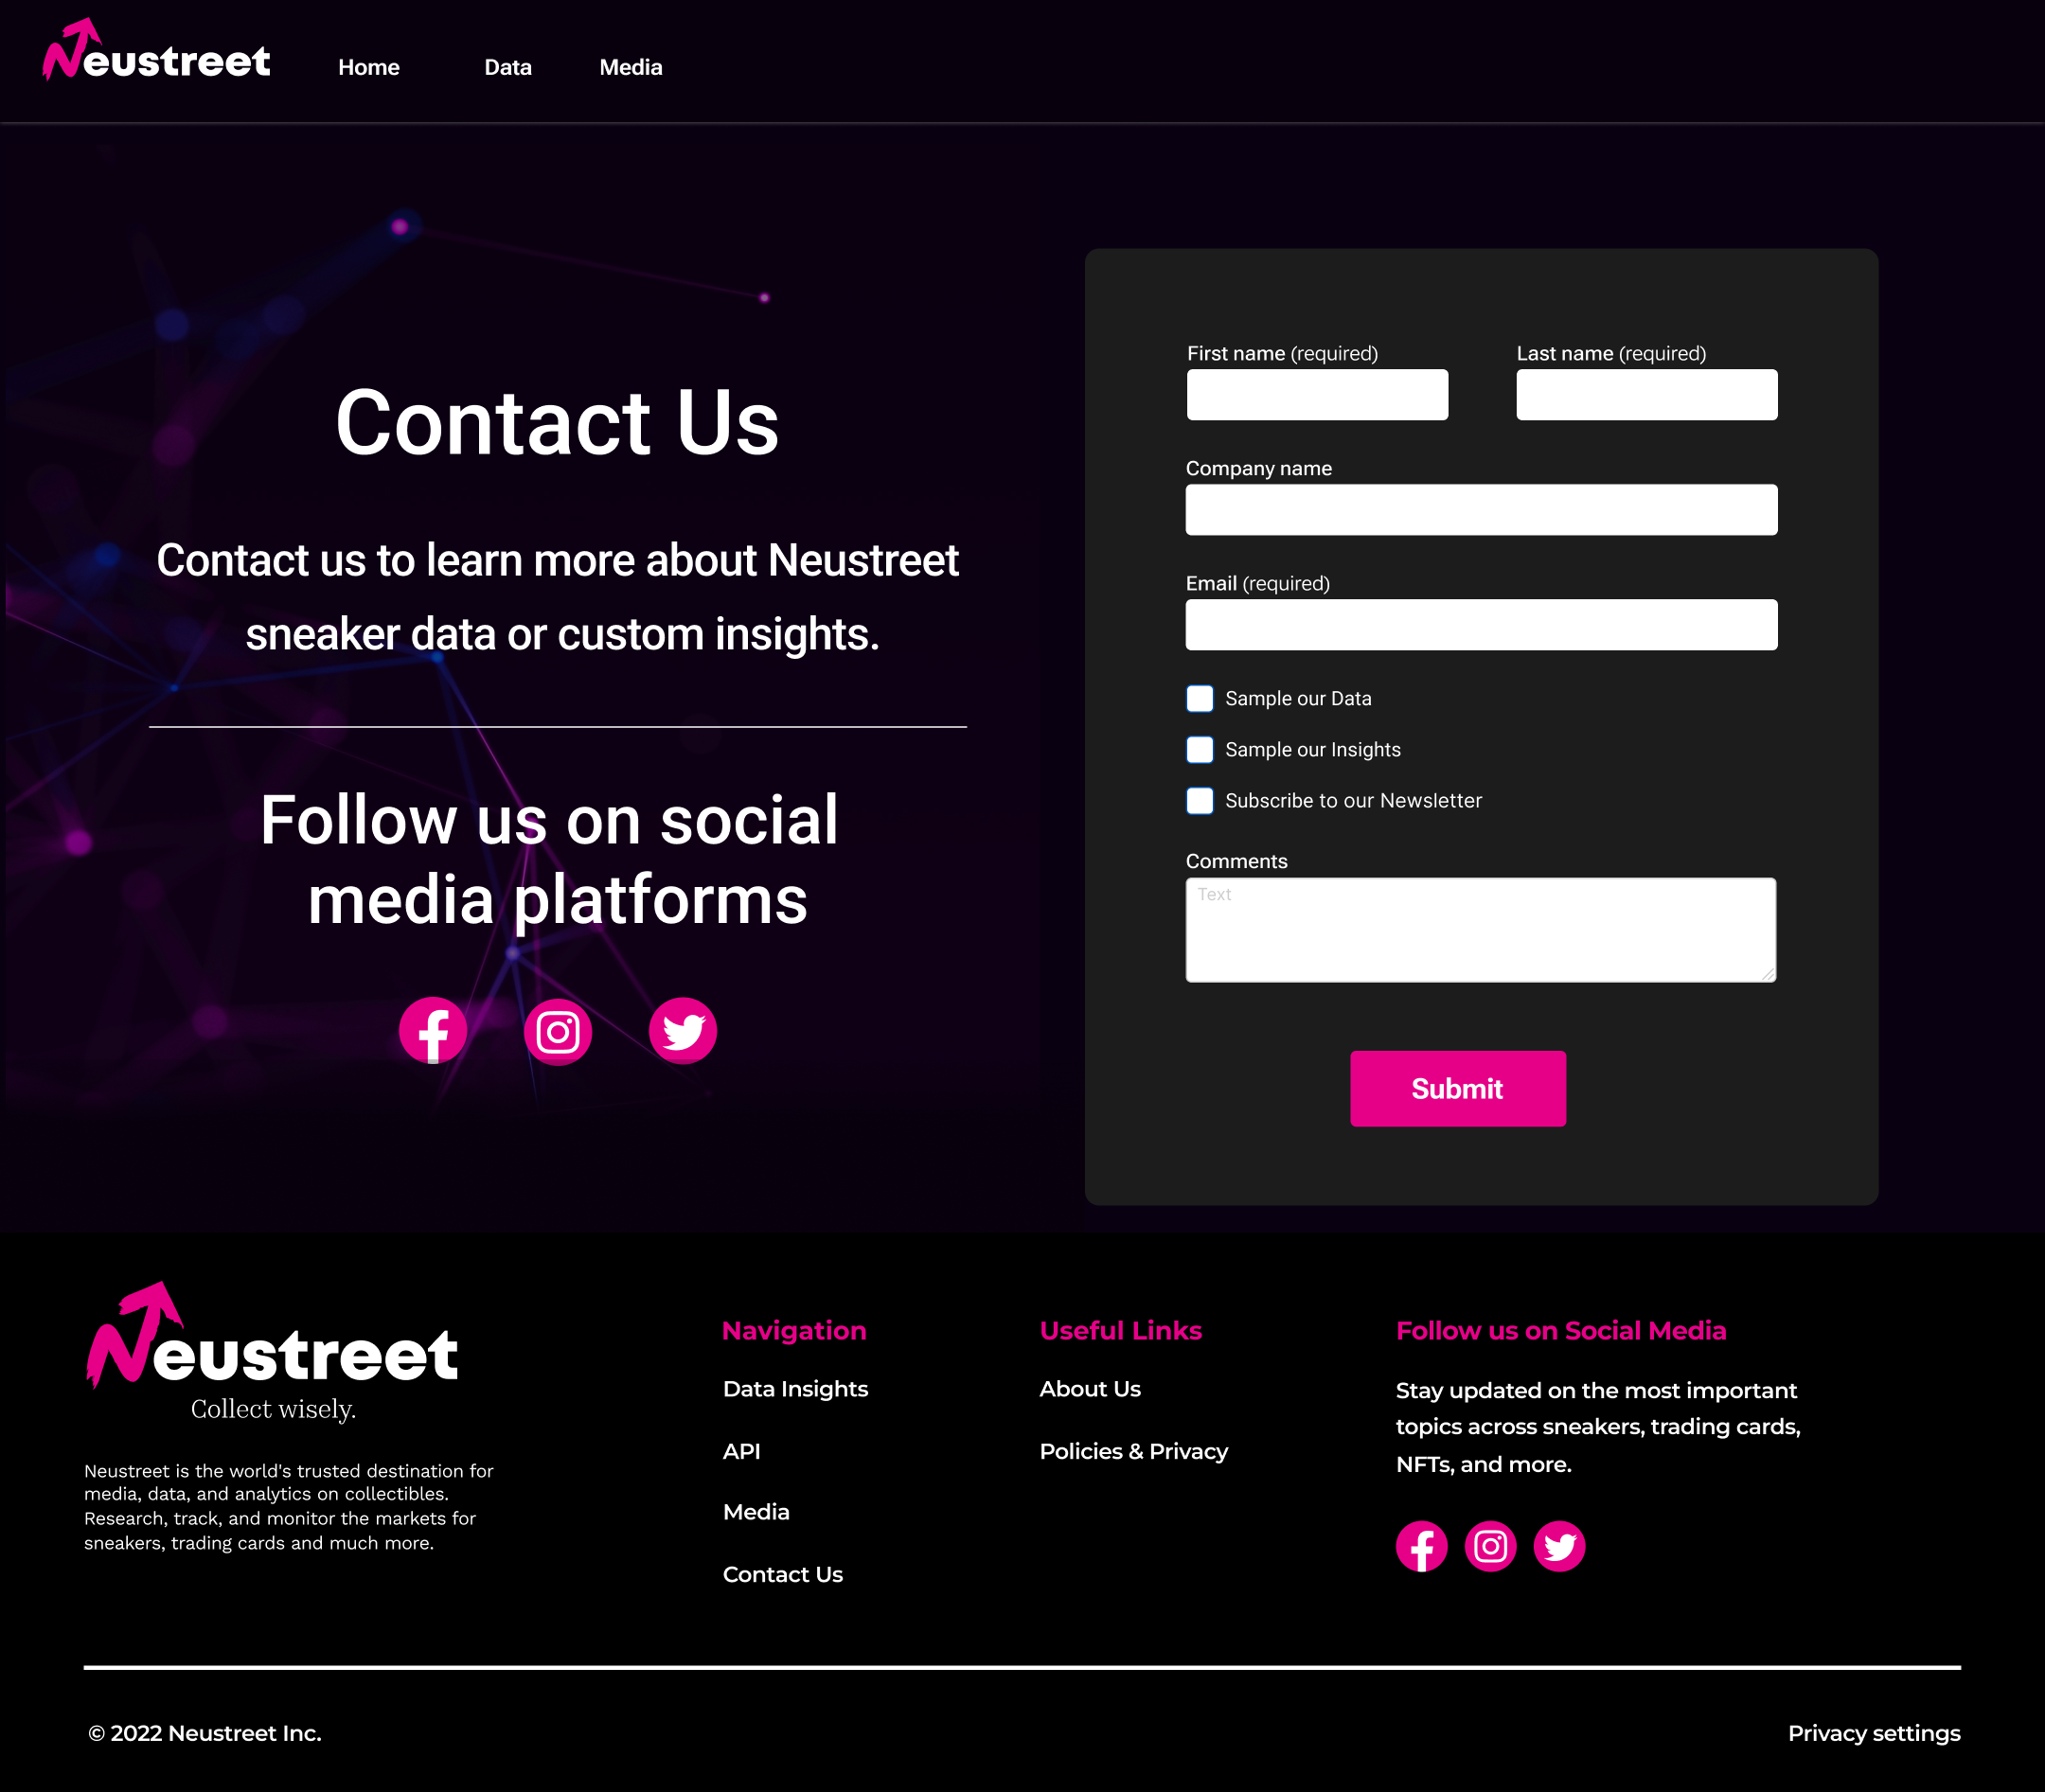 Neustreet
Home
Data
Media
Contact Us
Contact us to learn more about Neustreet
sneaker data or custom insights.
Follow us on social
media platforms
First name (required)
Last name (required)
Company name
Email (required)
Sample our Data
Sample our Insights
Subscribe to our Newsletter
Comments
Text
Submit
Neustreet
Collect wisely.
Neustreet is the world's trusted destination for
media, data, and analytics on collectibles.
Research, track, and monitor the markets for
sneakers, trading cards and much more.
Navigation
Data Insights
API
Media
Contact Us
Useful Links
About Us
Policies & Privacy
Follow us on Social Media
Stay updated on the most important
topics across sneakers, trading cards,
NFTs, and more.
© 2022 Neustreet Inc.
Privacy settings